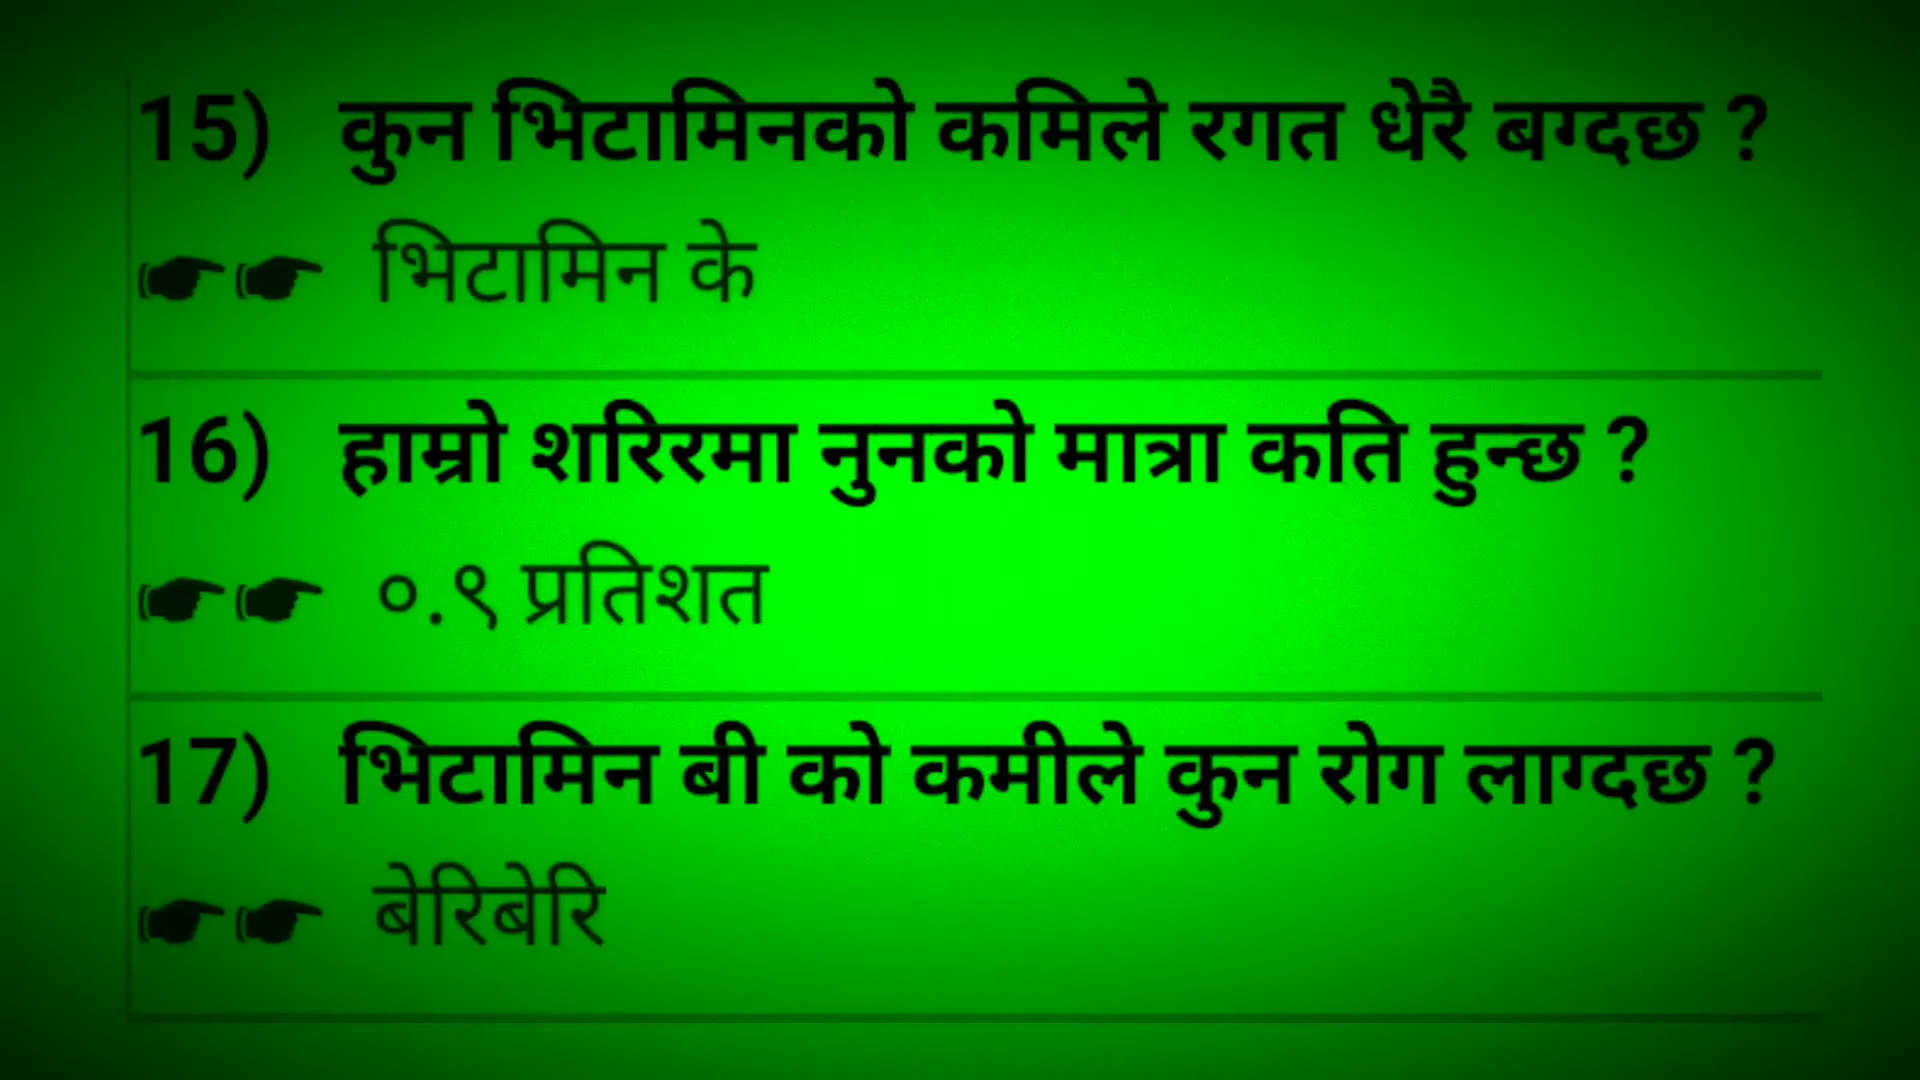 15) कुन भिटामिनको कमिले रगत धेरै बग्दछ ?
👉👉 भिटामिन के
16) हाम्रो शरिरमा नुनको मात्रा कति हुन्छ ?
👉👉 ०.९ प्रतिशत
17) भिटामिन बी को कमीले कुन रोग लाग्दछ ?
👉👉 बेरिबेरि